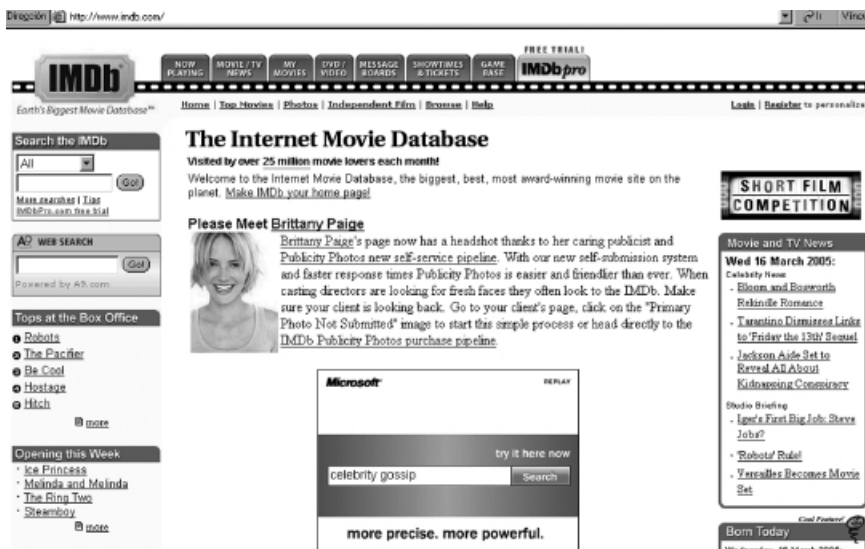 Dirección http://www.imdb.com/
FREE TRIAL!
IMDb
NOW PLAYING
MOVIE / TV NEWS
MY MOVIES
DVD / VIDEO
MESSAGE BOARDS
SHOWTIMES & TICKETS
GAME BASE
IMDb pro
Earth's Biggest Movie Database™
Home | Top Movies | Photos | Independent Film | Browse | Help
Login | Register to personalize
Search the IMDb
All
Go!
More searches | Tips
IMDbPro.com free trial
A9 WEB SEARCH
Go!
Powered by A9.com
Tops at the Box Office
1 Robots
2 The Pacifier
3 Be Cool
4 Hostage
5 Hitch
more
Opening this Week
· Ice Princess
· Melinda and Melinda
· The Ring Two
· Steamboy
more
The Internet Movie Database
Visited by over 25 million movie lovers each month!
Welcome to the Internet Movie Database, the biggest, best, most award-winning movie site on the
planet. Make IMDb your home page!
Please Meet Brittany Paige
Brittany Paige's page now has a headshot thanks to her caring publicist and
Publicity Photos new self-service pipeline. With our new self-submission system
and faster response times Publicity Photos is easier and friendlier than ever. When
casting directors are looking for fresh faces they often look to the IMDb. Make
sure your client is looking back. Go to your client's page, click on the "Primary
Photo Not Submitted" image to start this simple process or head directly to the
IMDb Publicity Photos purchase pipeline.
Microsoft
REPLAY
try it here now
celebrity gossip
Search
more precise. more powerful.
SHORT FILM
COMPETITION
Movie and TV News
Wed 16 March 2005:
Celebrity News
Bloom and Bosworth
Rekindle Romance
Tarantino Dismisses Links
to 'Friday the 13th' Sequel
Jackson Aide Set to
Reveal All About
Kidnapping Conspiracy
Studio Briefing
Iger's First Big Job: Steve
Jobs?
'Robots' Rule!
Versailles Becomes Movie
Set
Cool Feature!
Born Today